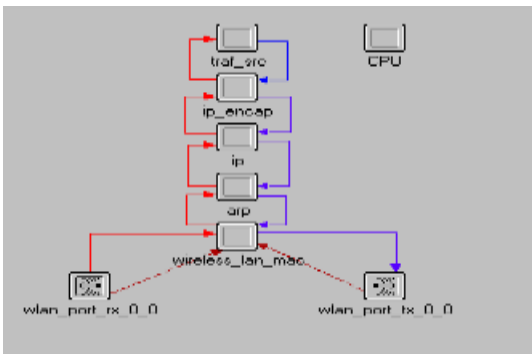 traf_src
CPU
ip_encap
ip
arp
wireless_lan_mac
wlan_port_rx_0_0
wlan_port_tx_0_0